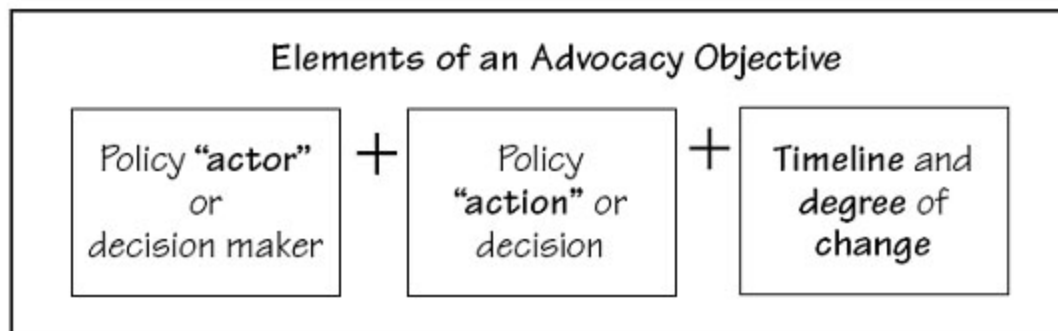 Elements of an Advocacy Objective
Policy “actor”
or
decision maker
+
Policy
“action” or
decision
+
Timeline and
degree of
change